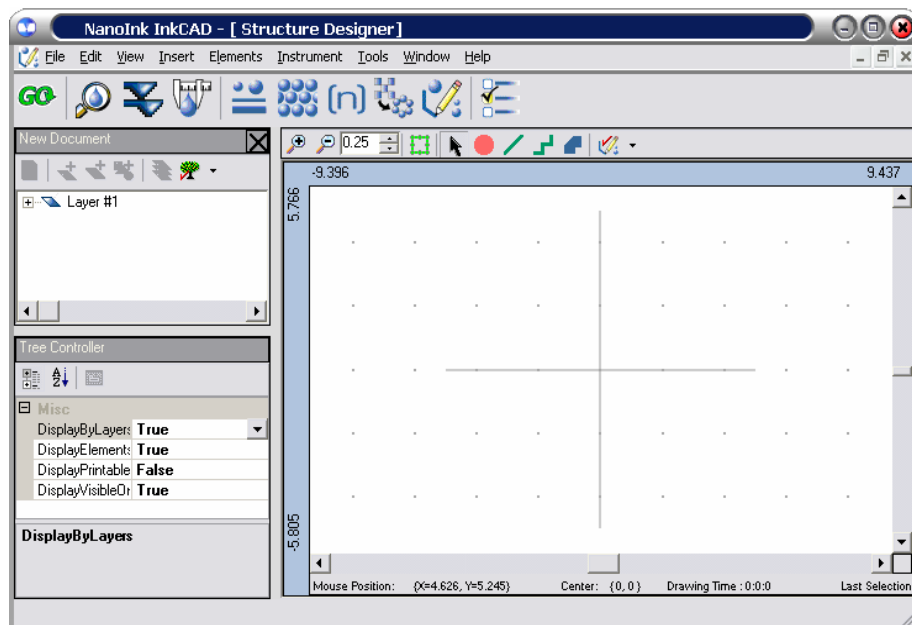 NanoInk InkCAD - [ Structure Designer]
File Edit View Insert Elements Instrument Tools Window Help
GO (n)
New Document
0.25
-9.396 9.437
5.766
Layer #1
Tree Controller
A
Z
Misc
DisplayByLayers True
DisplayElements True
DisplayPrintable False
DisplayVisibleOr True
-5.805
DisplayByLayers
Mouse Position: {X=4.626, Y=5.245} Center: {0, 0} Drawing Time : 0:0:0 Last Selection